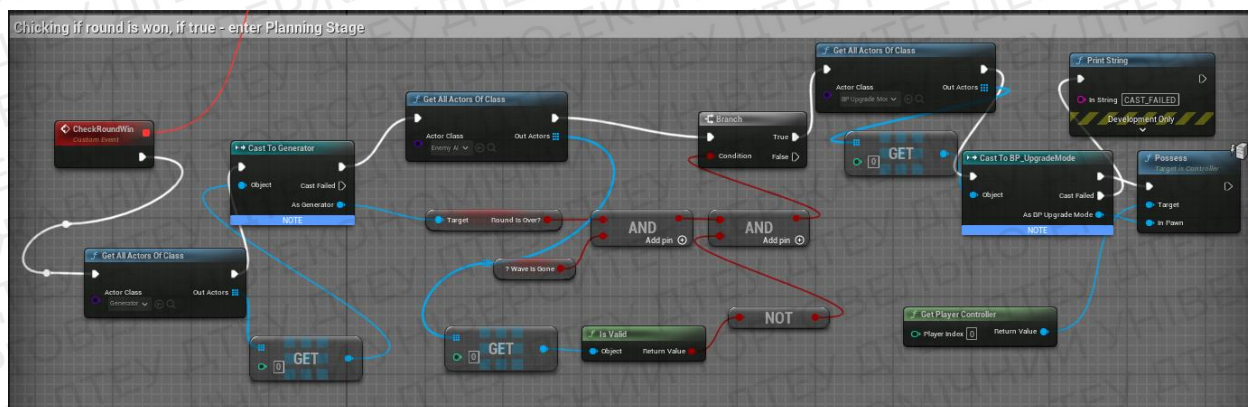 Chicking if round is won, if true - enter Planning Stage
CheckRoundWin
Custom Event
Get All Actors Of Class
Actor Class
Generator
Out Actors
GET
0
Cast To Generator
Object
Cast Failed
As Generator
NOTE
Get All Actors Of Class
Actor Class
Enemy AI
Out Actors
Target
Round Is Over?
? Wave Is Gone
AND
Add pin
AND
Add pin
GET
0
Is Valid
Object
Return Value
NOT
Branch
True
Condition
False
Get All Actors Of Class
Actor Class
BP Upgrade Mo
Out Actors
GET
0
Cast To BP_UpgradeMode
Object
Cast Failed
As BP Upgrade Mode
NOTE
Print String
In String
CAST_FAILED
Development Only
Possess
Target is Controller
Target
In Pawn
Get Player Controller
Player Index
0
Return Value